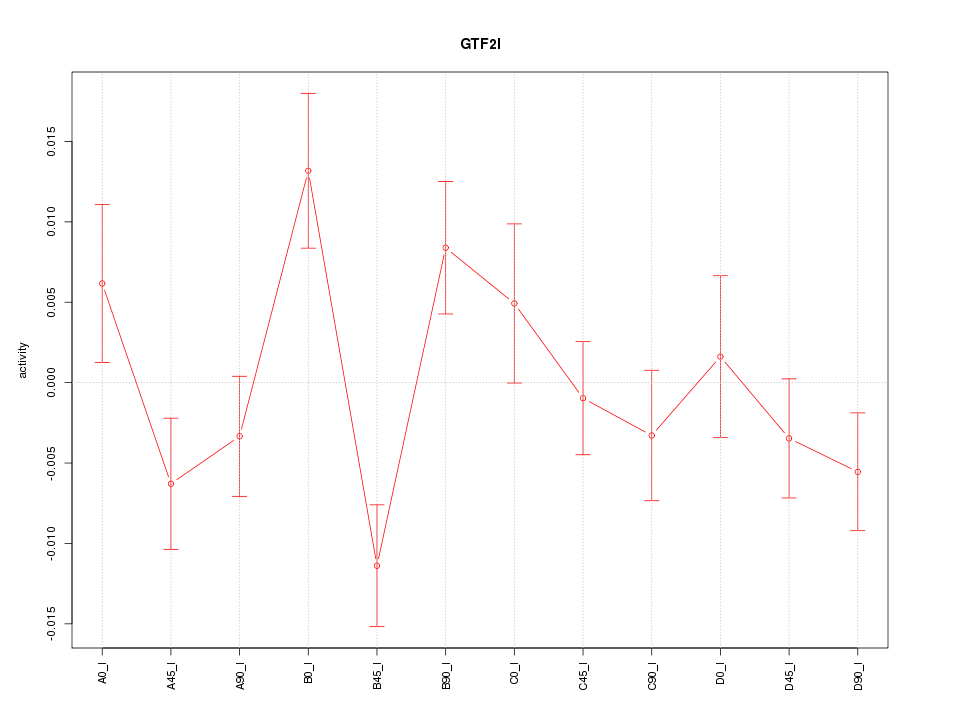 GTF2I
activity
0.015
0.010
0.005
0.000
-0.005
-0.010
-0.015
A0_I
A45_I
A90_I
B0_I
B45_I
B90_I
C0_I
C45_I
C90_I
D0_I
D45_I
D90_I